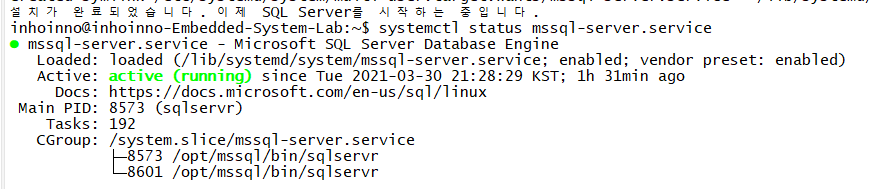 설치가 완료되었습니다. 이제 SQL Server를 시작하는 중입니다.
inhoinno@inhoinno-Embedded-System-Lab:~$ systemctl status mssql-server.service
● mssql-server.service - Microsoft SQL Server Database Engine
Loaded: loaded (/lib/systemd/system/mssql-server.service; enabled; vendor preset: enabled)
Active: active (running) since Tue 2021-03-30 21:28:29 KST; 1h 31min ago
Docs: https://docs.microsoft.com/en-us/sql/linux
Main PID: 8573 (sqlservr)
Tasks: 192
CGroup: /system.slice/mssql-server.service
├─8573 /opt/mssql/bin/sqlservr
└─8601 /opt/mssql/bin/sqlservr